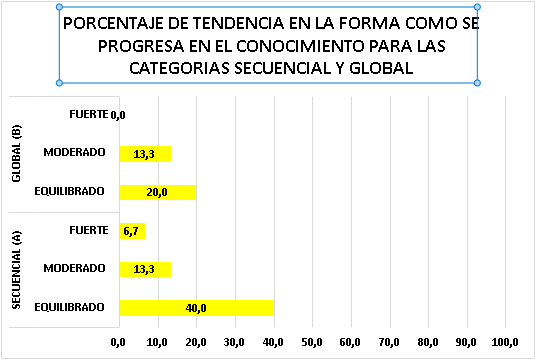 PORCENTAJE DE TENDENCIA EN LA FORMA COMO SE
PROGRESA EN EL CONOCIMIENTO PARA LAS
CATEGORIAS SECUENCIAL Y GLOBAL
GLOBAL (B)
FUERTE 0,0
MODERADO 13,3
EQUILIBRADO 20,0
SECUENCIAL (A)
FUERTE 6,7
MODERADO 13,3
EQUILIBRADO 40,0
0,0 10,0 20,0 30,0 40,0 50,0 60,0 70,0 80,0 90,0 100,0